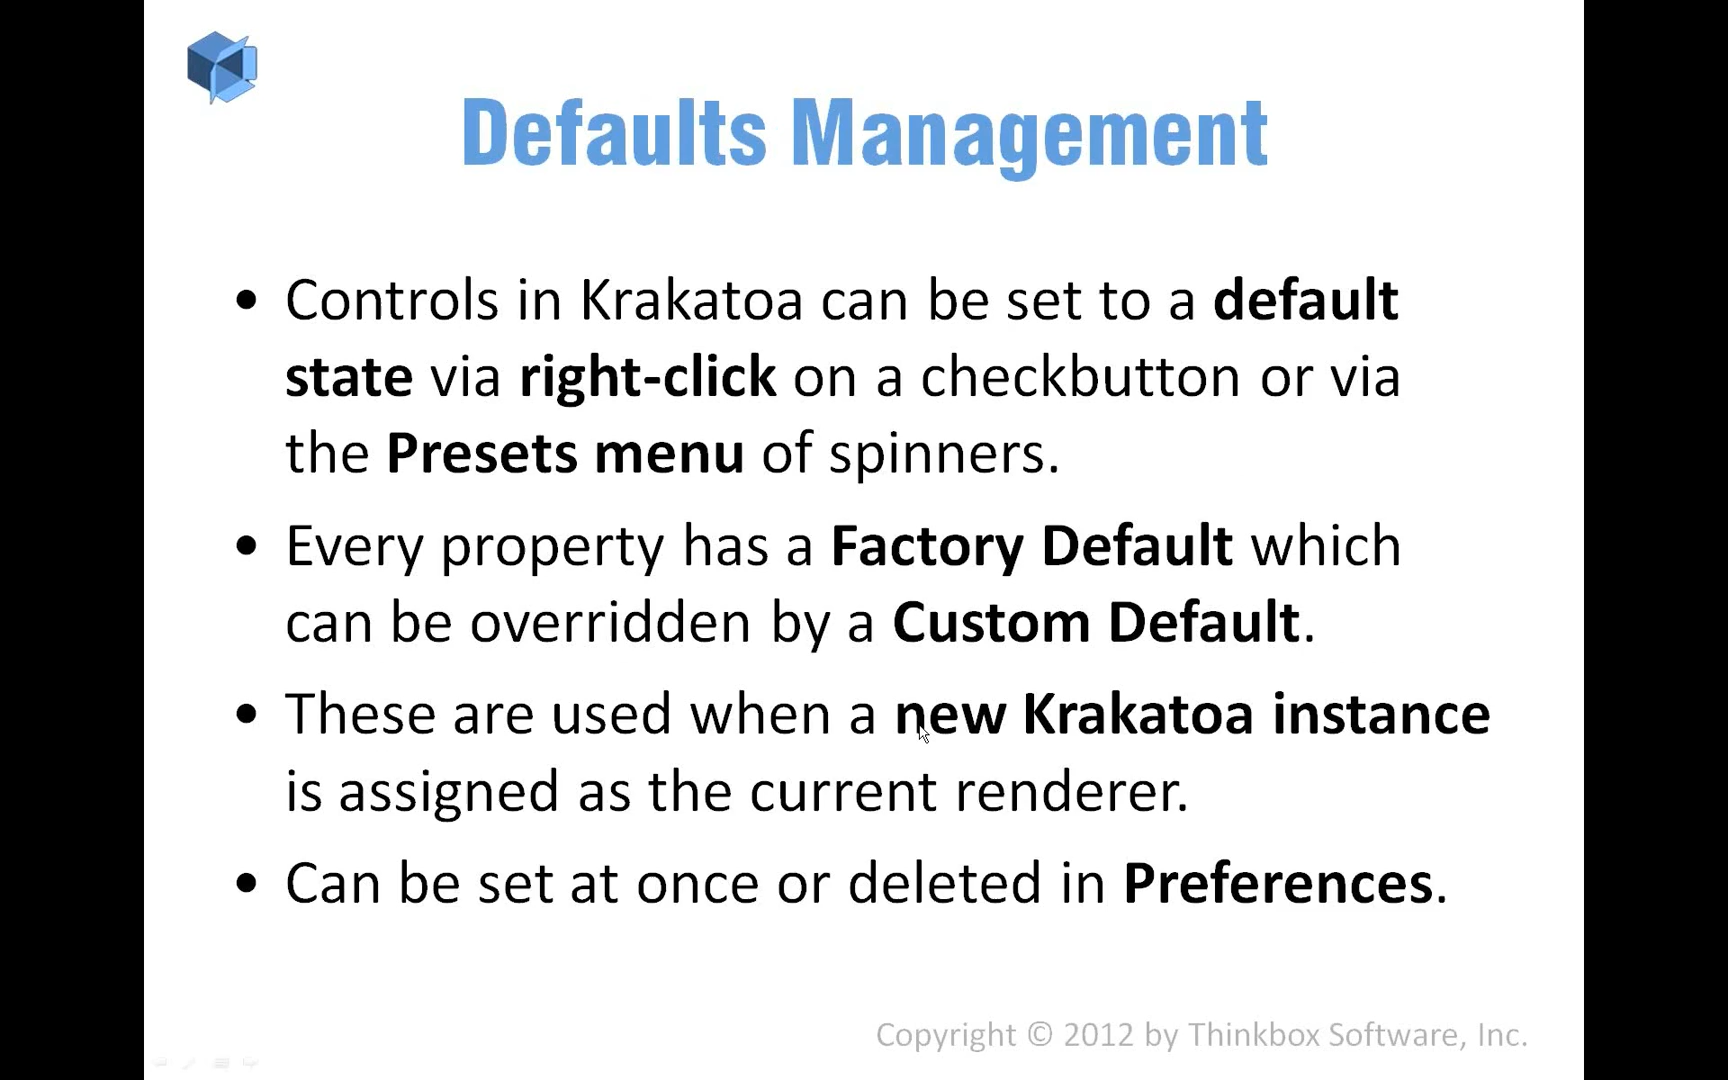 Defaults Management
• Controls in Krakatoa can be set to a default
state via right-click on a checkbutton or via
the Presets menu of spinners.
• Every property has a Factory Default which
can be overridden by a Custom Default.
• These are used when a new Krakatoa instance
is assigned as the current renderer.
• Can be set at once or deleted in Preferences.
Copyright © 2012 by Thinkbox Software, Inc.